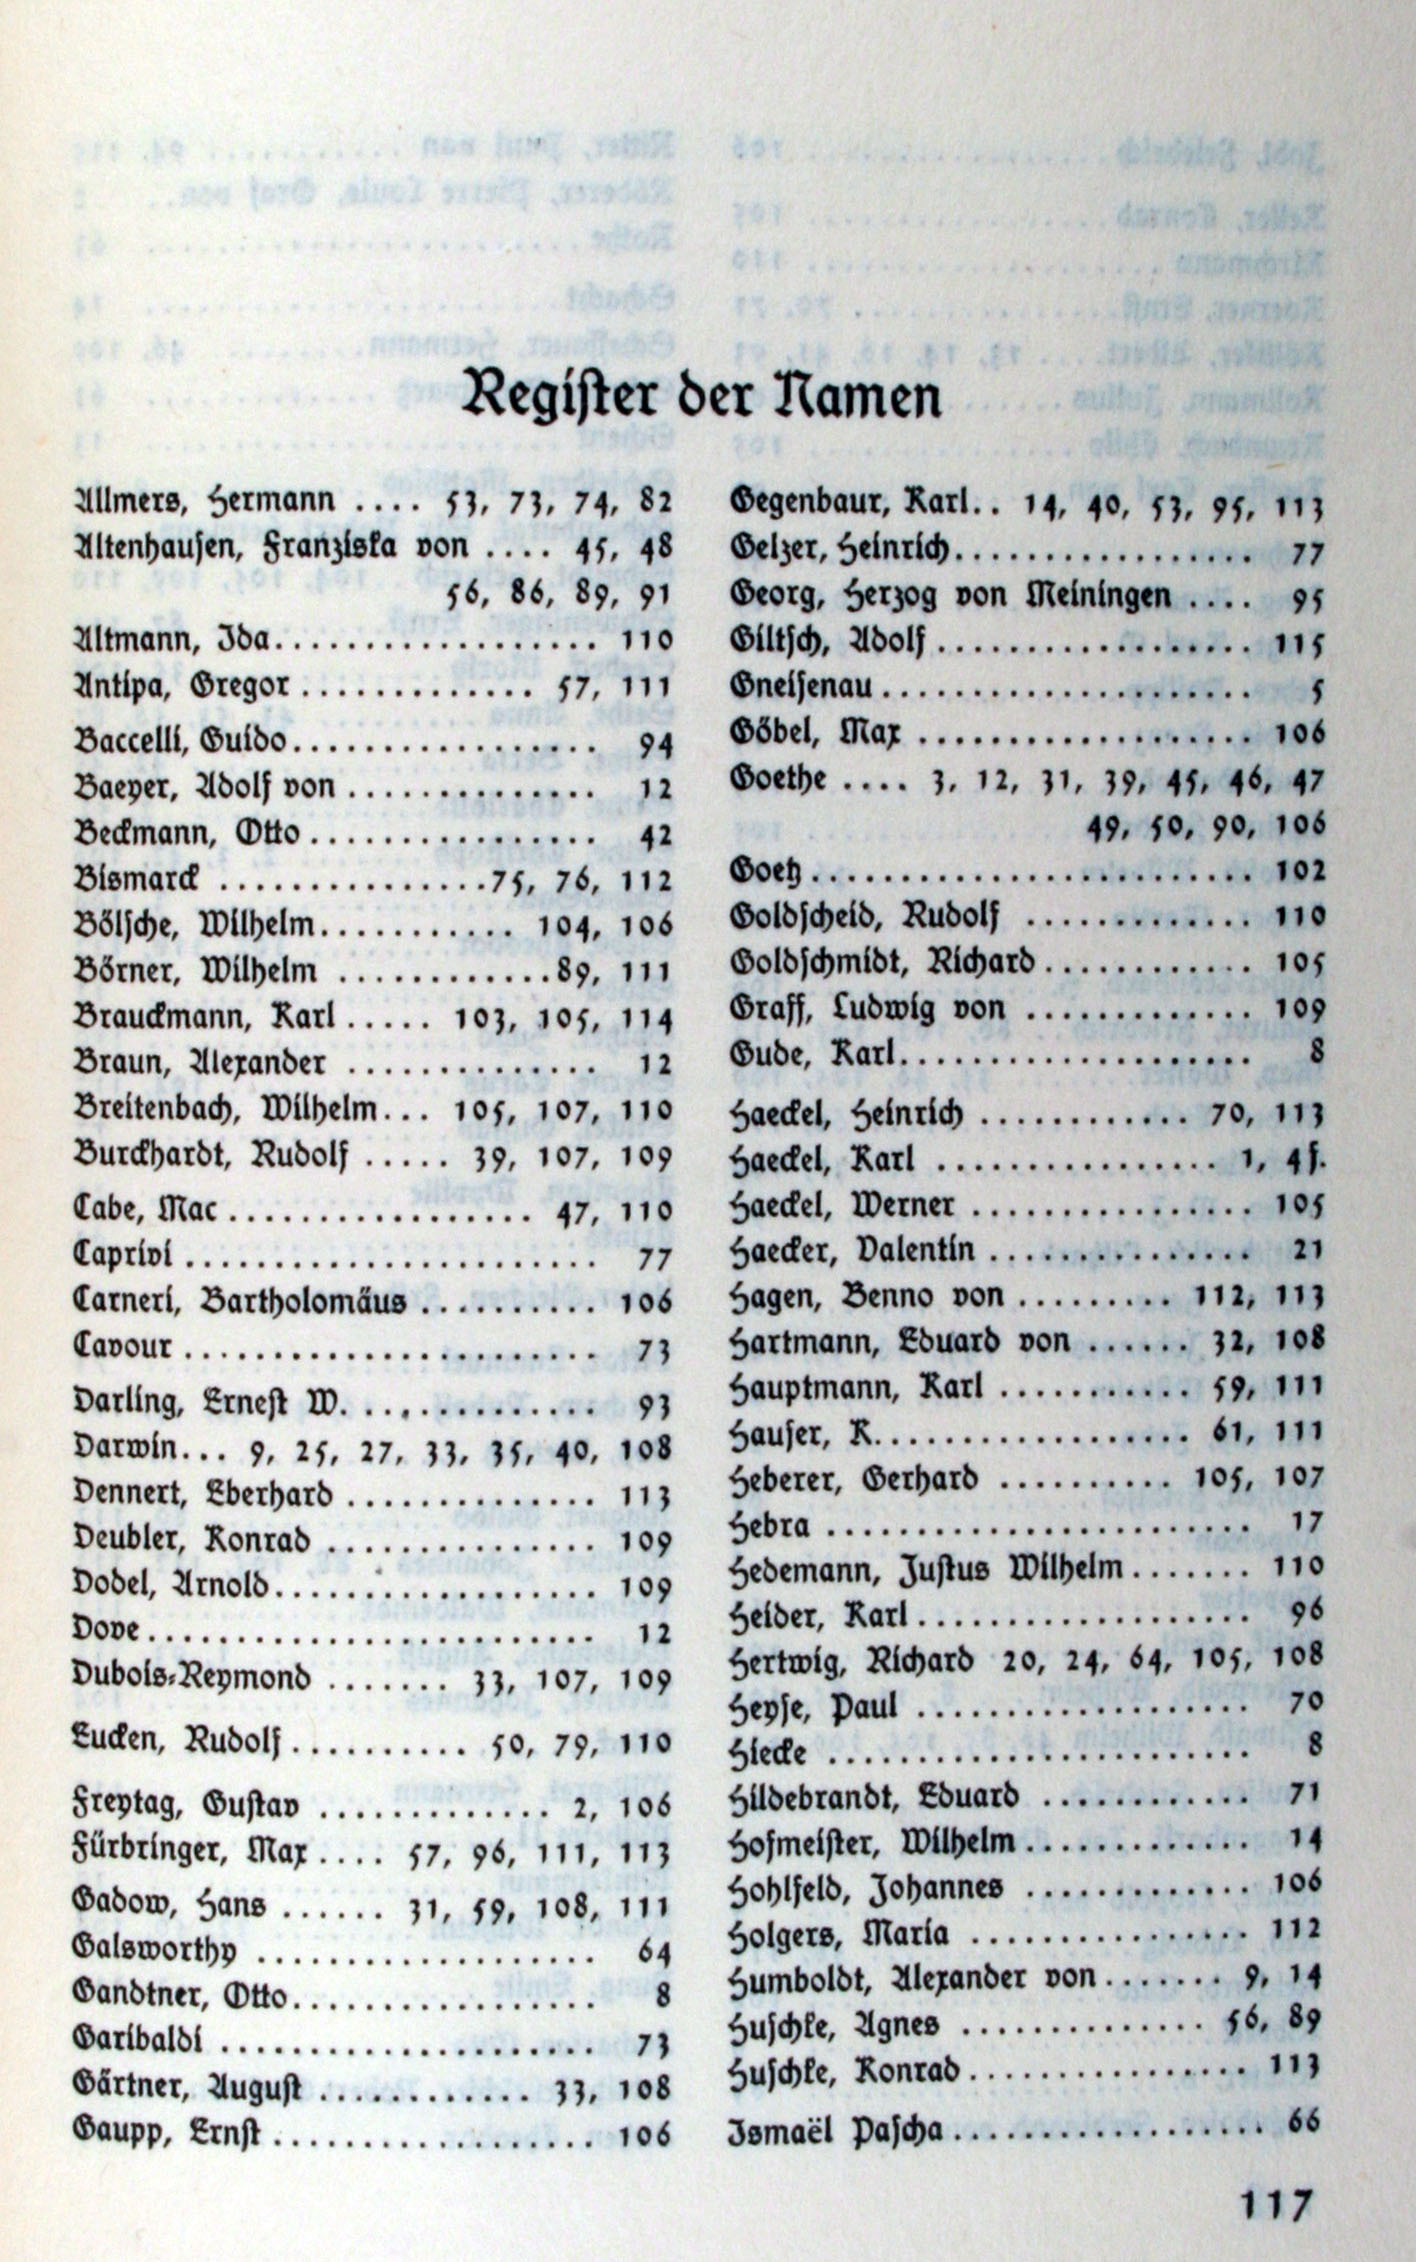 Register der Namen
Allmers, Hermann .... 53, 73, 74, 82
Altenhausen, Franziska von .... 45, 48
56, 86, 89, 91
Altmann, Ida.................. 110
Antipa, Gregor ............. 57, 111
Baccelli, Guido................. 94
Baeyer, Adolf von .............. 12
Beckmann, Otto................ 42
Bismarck ...............75, 76, 112
Bölsche, Wilhelm........... 104, 106
Börner, Wilhelm ............89, 111
Brauckmann, Karl..... 103, 105, 114
Braun, Alexander .............. 12
Breitenbach, Wilhelm... 105, 107, 110
Burckhardt, Rudolf ..... 39, 107, 109
Cabe, Mac................. 47, 110
Caprivi ....................... 77
Carneri, Bartholomäus .......... 106
Cavour ....................... 73
Darling, Ernest W. ............. 93
Darwin... 9, 25, 27, 33, 35, 40, 108
Dennert, Eberhard .............. 113
Deubler, Konrad ............... 109
Dodel, Arnold.................. 109
Dove......................... 12
Dubois-Reymond ....... 33, 107, 109
Eucken, Rudolf.......... 50, 79, 110
Freytag, Gustav ............. 2, 106
Fürbringer, Max.... 57, 96, 111, 113
Gadow, Hans ...... 31, 59, 108, 111
Galsworthy ................... 64
Gandtner, Otto................. 8
Garibaldi ..................... 73
Gärtner, August ............ 33, 108
Gaupp, Ernst .................. 106
Gegenbaur, Karl.. 14, 40, 53, 95, 113
Gelzer, Heinrich................. 77
Georg, Herzog von Meiningen .... 95
Giltsch, Adolf .................. 115
Gneisenau..................... 5
Göbel, Max ................... 106
Goethe .... 3, 12, 31, 39, 45, 46, 47
49, 50, 90, 106
Goetz......................... 102
Goldscheid, Rudolf ............. 110
Goldschmidt, Richard............ 105
Graff, Ludwig von ............. 109
Gude, Karl.................... 8
Haeckel, Heinrich ............ 70, 113
Haeckel, Karl ................ 1, 4f.
Haeckel, Werner ................ 105
Haecker, Valentin ............... 21
Hagen, Benno von ......... 112, 113
Hartmann, Eduard von ...... 32, 108
Hauptmann, Karl ........... 59, 111
Hauser, K.................. 61, 111
Heberer, Gerhard .......... 105, 107
Hebra ........................ 17
Hedemann, Justus Wilhelm....... 110
Heider, Karl................... 96
Hertwig, Richard 20, 24, 64, 105, 108
Heyse, Paul ................... 70
Hiecke ........................ 8
Hildebrandt, Eduard ............ 71
Hofmeister, Wilhelm............. 14
Hohlfeld, Johannes ............. 106
Holgers, Maria ................ 112
Humboldt, Alexander von....... 9, 14
Huschke, Agnes .............. 56, 89
Huschke, Konrad................ 113
Ismaël Pascha.................. 66
117